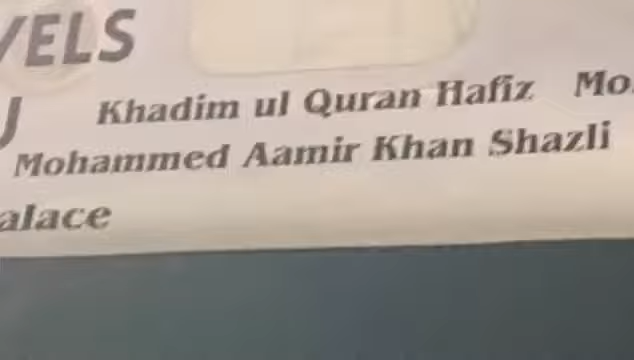 VELS
J Khadim ul Quran Hafiz Mo
Mohammed Aamir Khan Shazli
alace